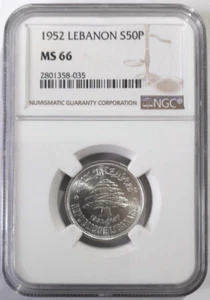 1952 LEBANON S50P
MS 66
2801358-035
NUMISMATIC GUARANTY CORPORATION
NGC